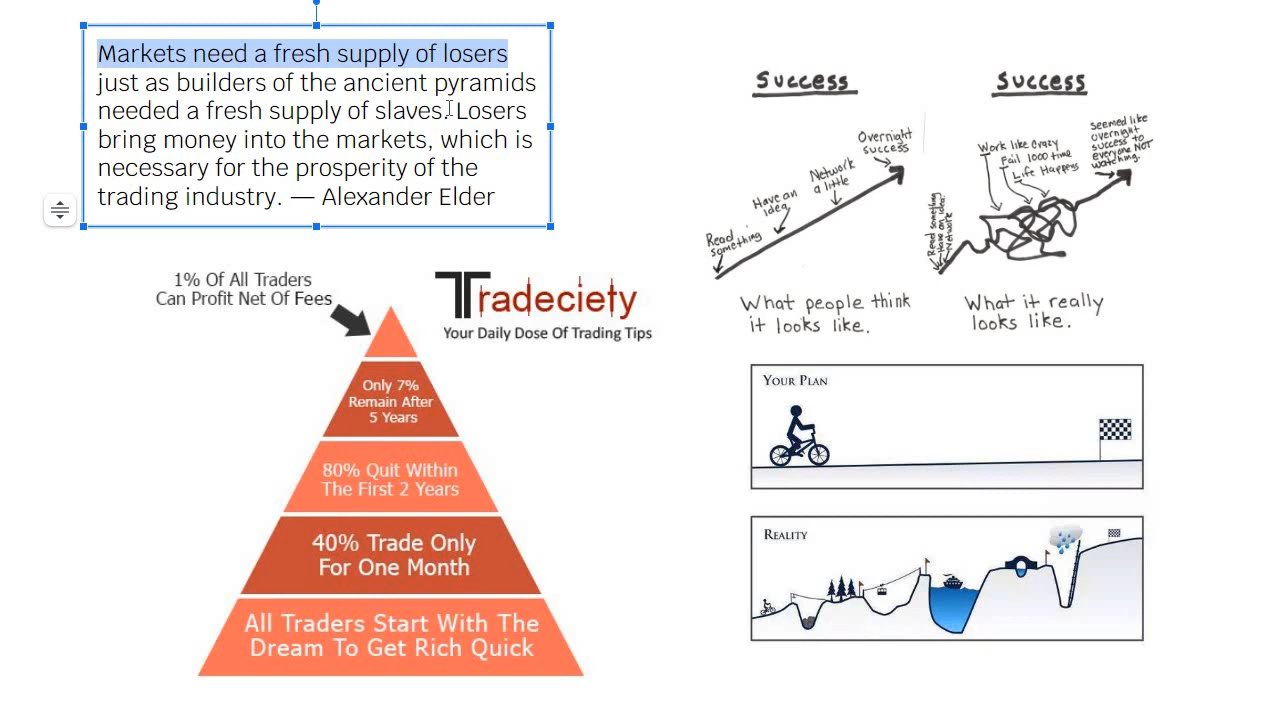 Markets need a fresh supply of losers
just as builders of the ancient pyramids
needed a fresh supply of slaves. Losers
bring money into the markets, which is
necessary for the prosperity of the
trading industry. — Alexander Elder
1% Of All Traders
Can Profit Net Of Fees
Tradeciety
Your Daily Dose Of Trading Tips
Only 7%
Remain After
5 Years
80% Quit Within
The First 2 Years
40% Trade Only
For One Month
All Traders Start With The
Dream To Get Rich Quick
Success
Overnight
success
Network
a little
Have an
idea
Read
something
What people think
it looks like.
Success
seemed like
overnight
success to
everyone NOT
watching.
Work like crazy
Fail 1000 time
Life Happens
Read something
Have an idea
Network
What it really
looks like.
YOUR PLAN
REALITY